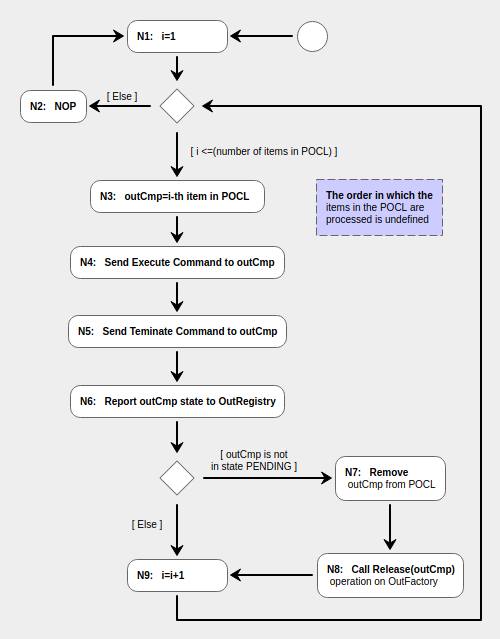 N1: i=1
[ Else ]
N2: NOP
[ i <=(number of items in POCL) ]
N3: outCmp=i-th item in POCL
The order in which the
items in the POCL are
processed is undefined
N4: Send Execute Command to outCmp
N5: Send Teminate Command to outCmp
N6: Report outCmp state to OutRegistry
[ outCmp is not
in state PENDING ]
N7: Remove
outCmp from POCL
[ Else ]
N8: Call Release(outCmp)
operation on OutFactory
N9: i=i+1